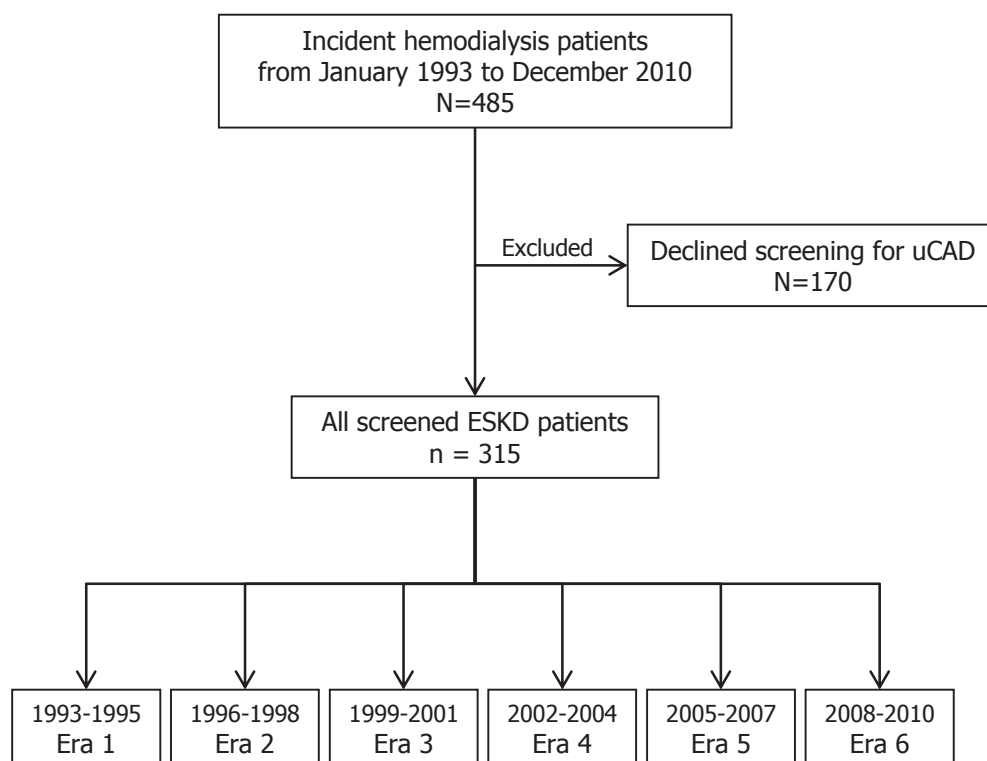 Incident hemodialysis patients
from January 1993 to December 2010
N=485
Excluded
Declined screening for uCAD
N=170
All screened ESKD patients
n = 315
1993-1995
Era 1
1996-1998
Era 2
1999-2001
Era 3
2002-2004
Era 4
2005-2007
Era 5
2008-2010
Era 6